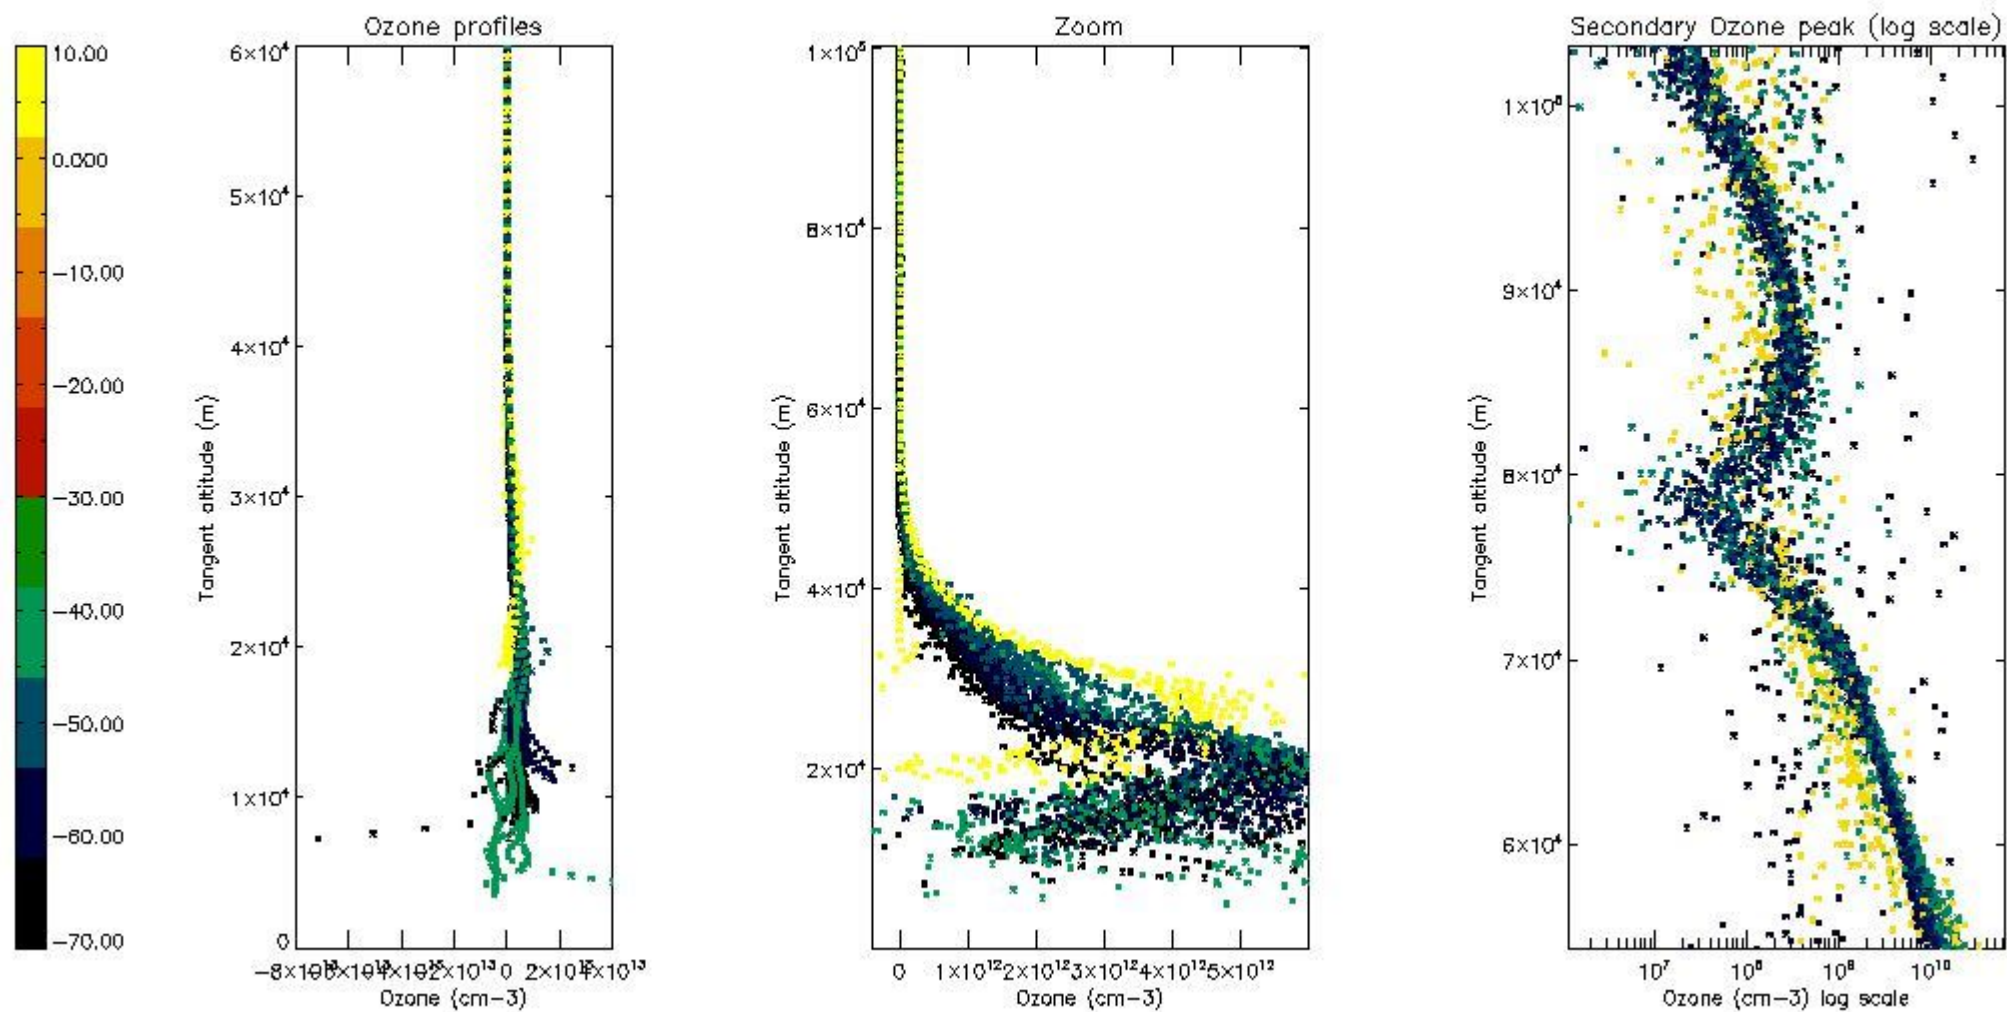 Ozone profiles
Zoom
Secondary Ozone peak (log scale)
10.00
-10.00
-20.00
-30.00
-40.00
-50.00
-60.00
-70.00
6×10⁴
5×10⁴
4×10⁴
3×10⁴
2×10⁴
1×10⁴
0
Tangent altitude (m)
0
Ozone (cm-3)
1×10⁵
8×10⁴
6×10⁴
4×10⁴
2×10⁴
Tangent altitude (m)
0 1×10¹² 2×10¹² 3×10¹² 4×10¹² 5×10¹²
Ozone (cm-3)
9×10⁴
8×10⁴
7×10⁴
6×10⁴
Tangent altitude (m)
10⁷ 10⁸ 10⁹ 10¹⁰
Ozone (cm-3) log scale